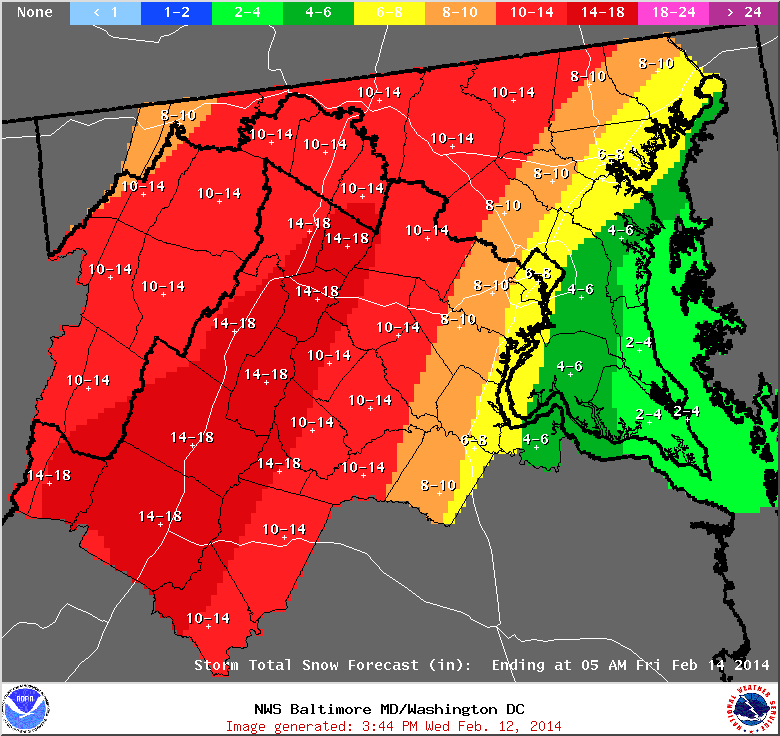 None < 1 1-2 2-4 4-6 6-8 8-10 10-14 14-18 18-24 > 24
8-10
8-10
8-10
10-14 10-14
10-14 10-14 10-14
6-8
8-10
10-14 10-14 10-14
8-10
14-18 10-14 4-6
14-18
10-14 6-8
10-14 14-18 8-10 4-6
14-18 10-14 8-10
2-4
10-14
10-14 14-18 4-6
10-14
10-14 2-4 2-4
14-18 6-8 4-6
14-18 14-18 10-14
8-10
14-18 10-14
10-14
Storm Total Snow Forecast (in): Ending at 05 AM Fri Feb 14 2014
NOAA
NWS Baltimore MD/Washington DC
Image generated: 3:44 PM Wed Feb. 12, 2014
NATIONAL WEATHER SERVICE